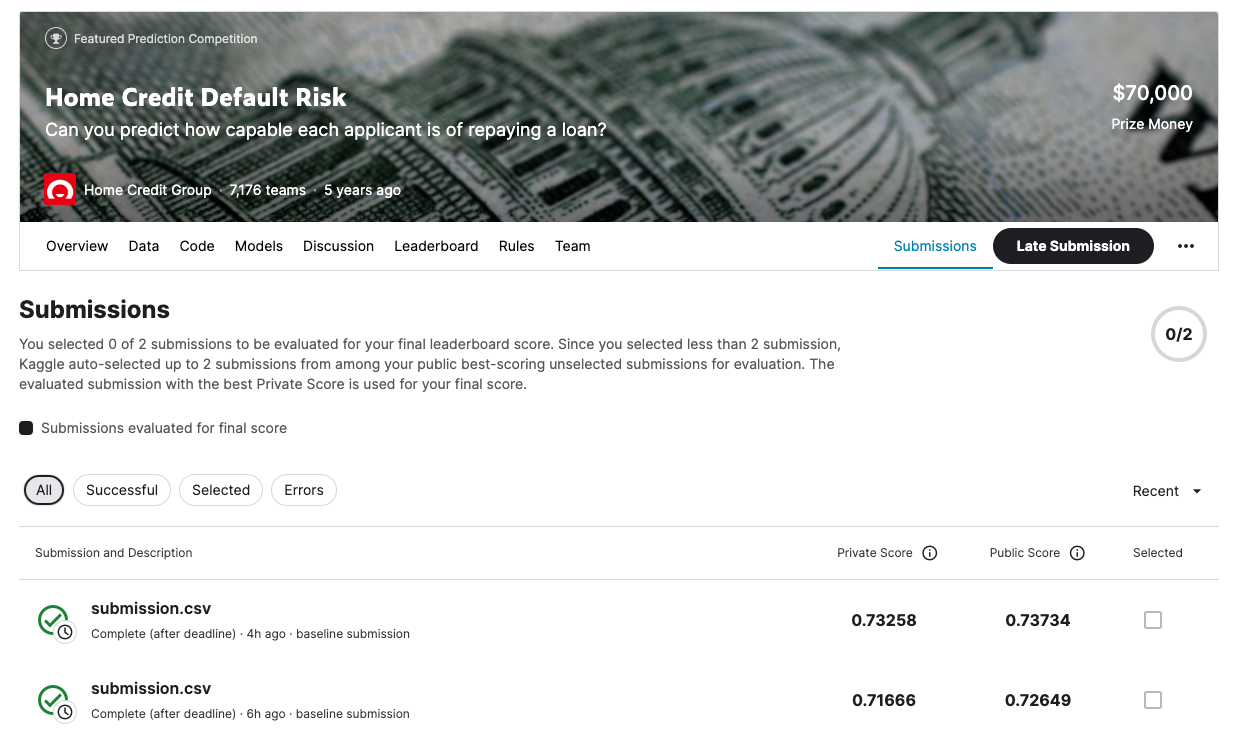 Featured Prediction Competition
Home Credit Default Risk
$70,000
Can you predict how capable each applicant is of repaying a loan?
Prize Money
Home Credit Group · 7,176 teams · 5 years ago
Overview Data Code Models Discussion Leaderboard Rules Team Submissions Late Submission
Submissions
0/2
You selected 0 of 2 submissions to be evaluated for your final leaderboard score. Since you selected less than 2 submission,
Kaggle auto-selected up to 2 submissions from among your public best-scoring unselected submissions for evaluation. The
evaluated submission with the best Private Score is used for your final score.
Submissions evaluated for final score
All Successful Selected Errors Recent
Submission and Description Private Score Public Score Selected
submission.csv
0.73258 0.73734
Complete (after deadline) · 4h ago · baseline submission
submission.csv
0.71666 0.72649
Complete (after deadline) · 6h ago · baseline submission